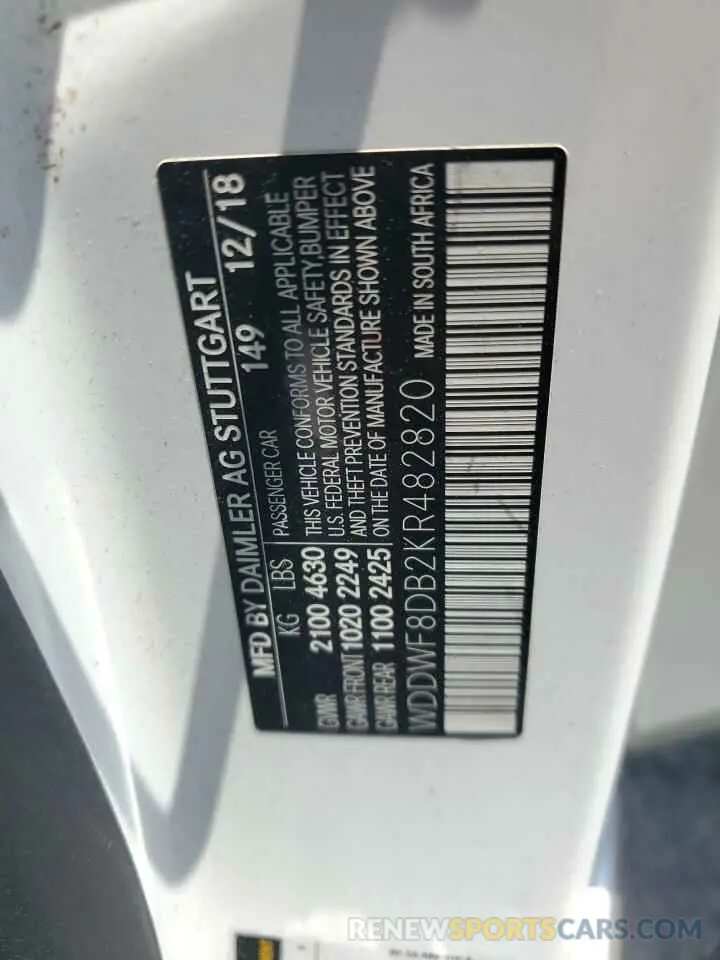 MFD BY DAIMLER AG STUTTGART
149 12/18
KG LBS PASSENGER CAR
GVWR 2100 4630
GAWR FRONT 1020 2249
GAWR REAR 1100 2425
THIS VEHICLE CONFORMS TO ALL APPLICABLE
U.S. FEDERAL MOTOR VEHICLE SAFETY, BUMPER
AND THEFT PREVENTION STANDARDS IN EFFECT
ON THE DATE OF MANUFACTURE SHOWN ABOVE
WDDWF8DB2KR482820 MADE IN SOUTH AFRICA
RENEWSPORTSCARS.COM